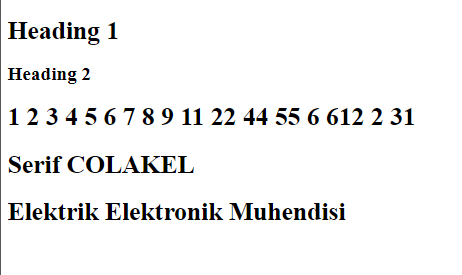 Heading 1
Heading 2
1 2 3 4 5 6 7 8 9 11 22 44 55 6 612 2 31
Serif COLAKEL
Elektrik Elektronik Muhendisi